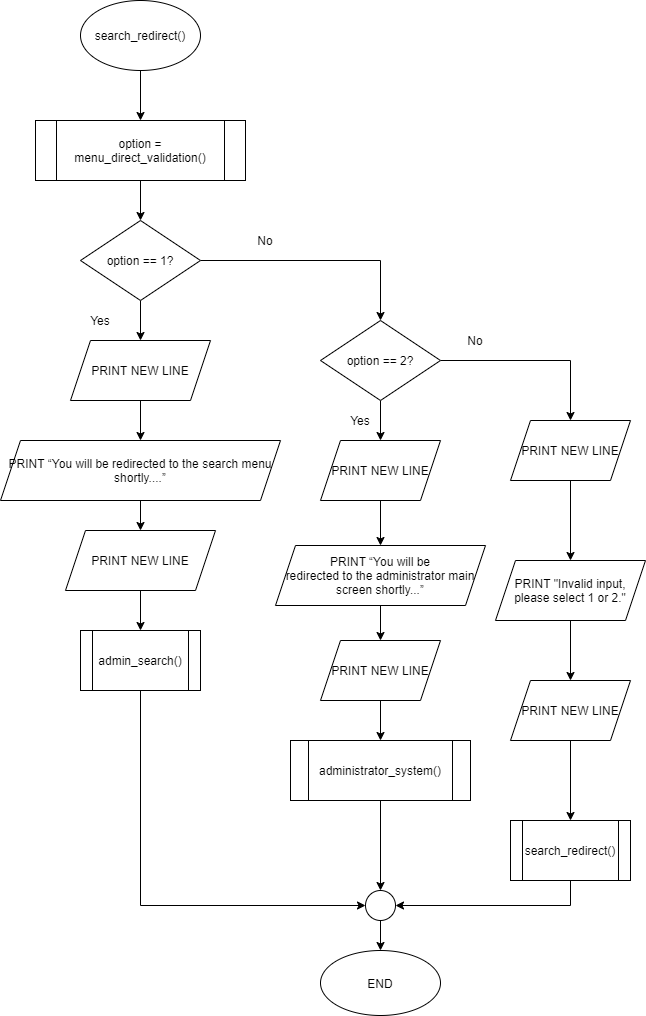 search_redirect()
option =
menu_direct_validation()
option == 1?
No
Yes
PRINT NEW LINE
PRINT “You will be redirected to the search menu
shortly....”
PRINT NEW LINE
admin_search()
option == 2?
No
Yes
PRINT NEW LINE
PRINT “You will be
redirected to the administrator main
screen shortly...”
PRINT NEW LINE
administrator_system()
PRINT NEW LINE
PRINT "Invalid input,
please select 1 or 2."
PRINT NEW LINE
search_redirect()
END